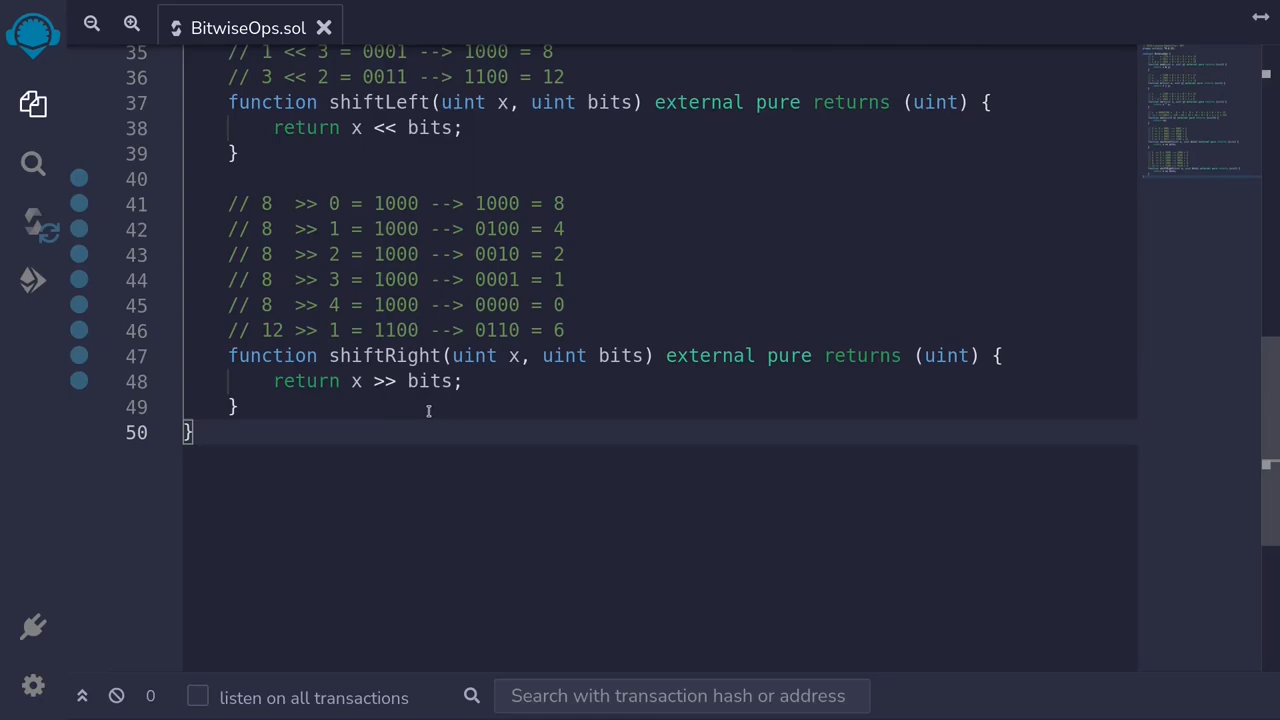 BitwiseOps.sol
35 // 1 << 3 = 0001 --> 1000 = 8
36 // 3 << 2 = 0011 --> 1100 = 12
37 function shiftLeft(uint x, uint bits) external pure returns (uint) {
38 return x << bits;
39 }
40
41 // 8  >> 0 = 1000 --> 1000 = 8
42 // 8  >> 1 = 1000 --> 0100 = 4
43 // 8  >> 2 = 1000 --> 0010 = 2
44 // 8  >> 3 = 1000 --> 0001 = 1
45 // 8  >> 4 = 1000 --> 0000 = 0
46 // 12 >> 1 = 1100 --> 0110 = 6
47 function shiftRight(uint x, uint bits) external pure returns (uint) {
48 return x >> bits;
49 }
50 }
0 listen on all transactions Search with transaction hash or address